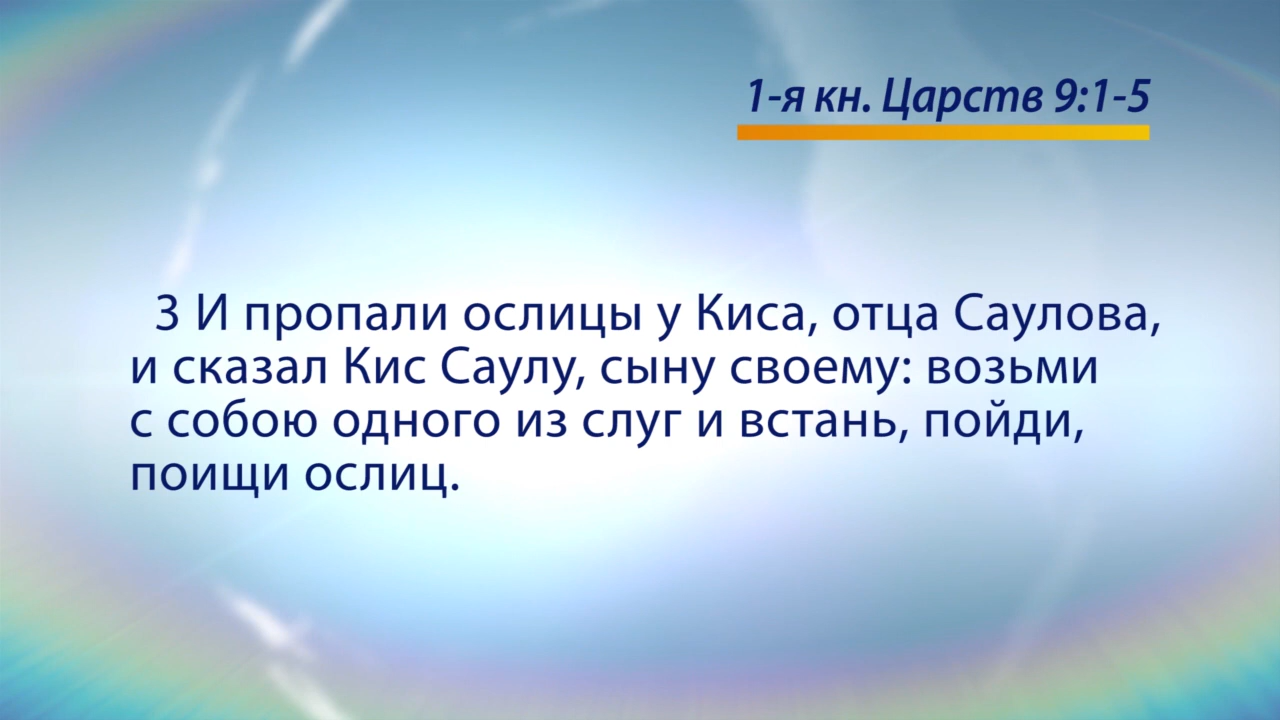 1-я кн. Царств 9:1-5
3 И пропали ослицы у Киса, отца Саулова,
и сказал Кис Саулу, сыну своему: возьми
с собою одного из слуг и встань, пойди,
поищи ослиц.